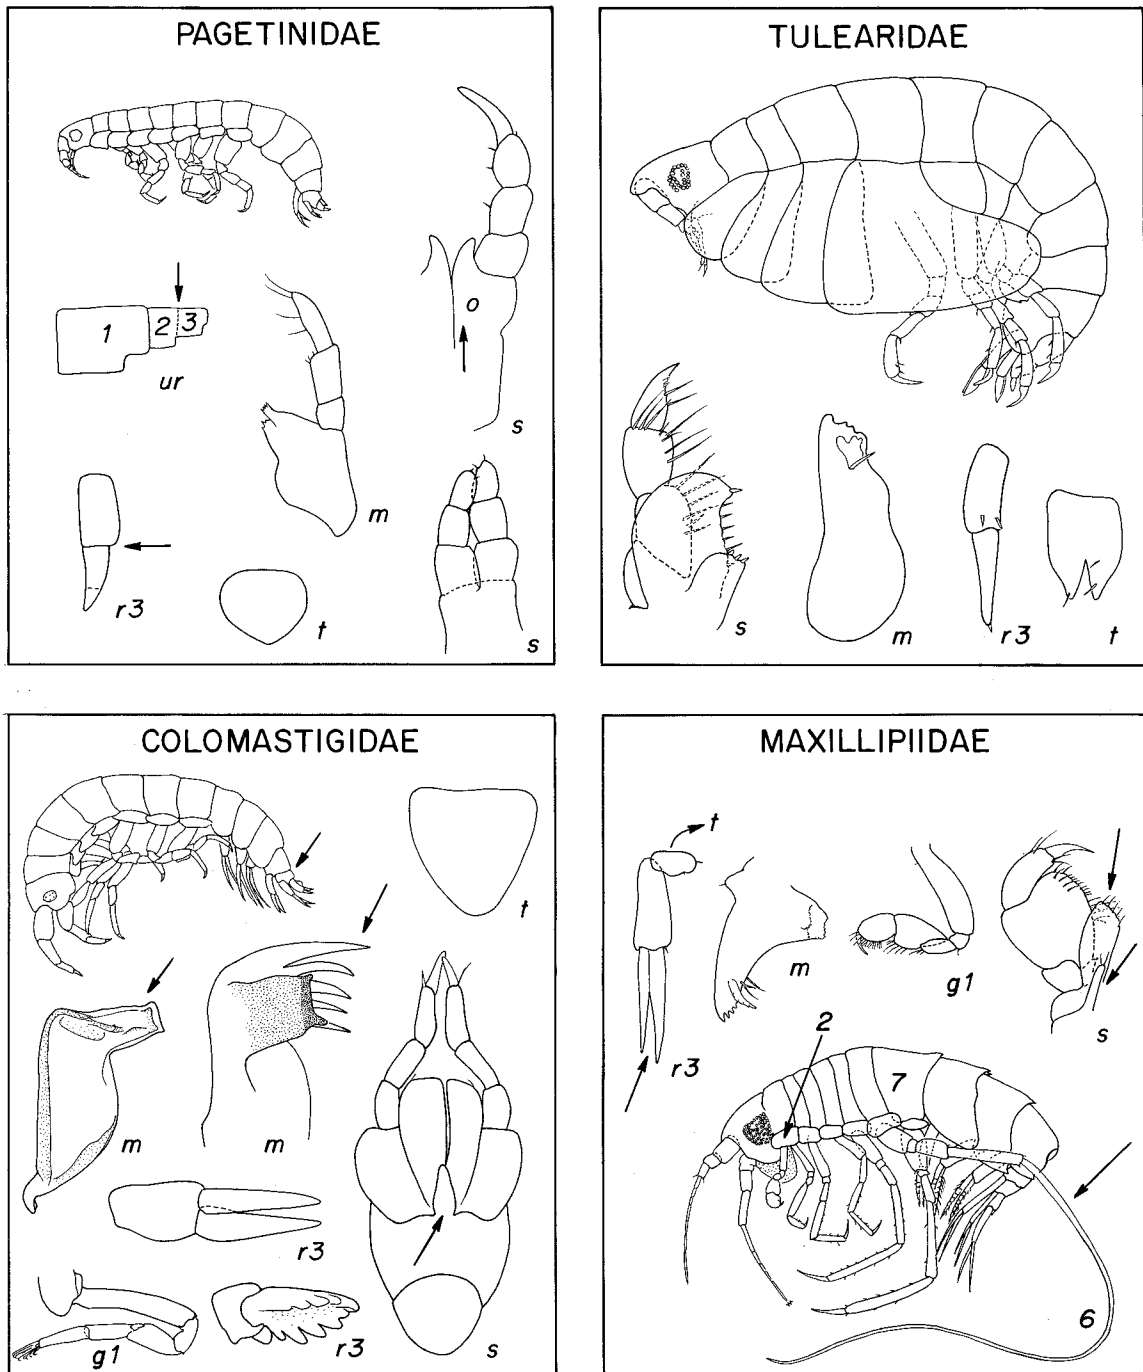 PAGETINIDAE
1 2 3
ur
o
s
m
r3
t
s
TULEARIDAE
s
m
r3
t
COLOMASTIGIDAE
t
m
m
r3
g1
r3
s
MAXILLIPIIDAE
t
r3
m
g1
s
2
7
6